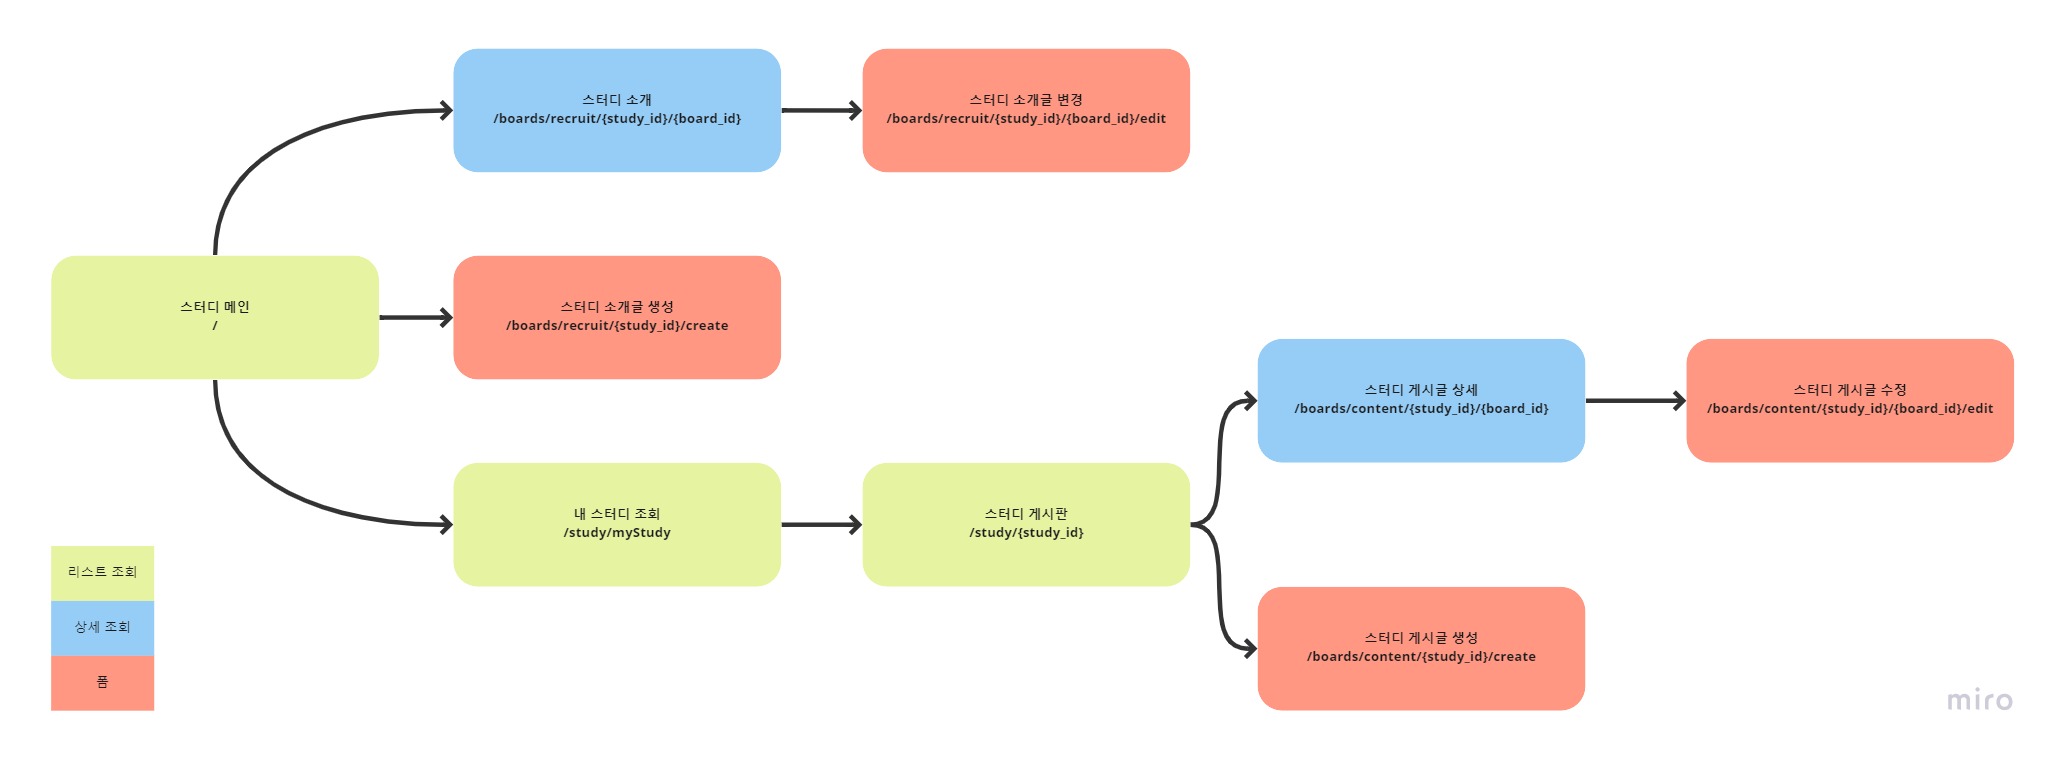 스터디 소개
/boards/recruit/{study_id}/{board_id}
스터디 소개글 변경
/boards/recruit/{study_id}/{board_id}/edit
스터디 메인
/
스터디 소개글 생성
/boards/recruit/{study_id}/create
스터디 게시글 상세
/boards/content/{study_id}/{board_id}
스터디 게시글 수정
/boards/content/{study_id}/{board_id}/edit
내 스터디 조회
/study/myStudy
스터디 게시판
/study/{study_id}
스터디 게시글 생성
/boards/content/{study_id}/create
리스트 조회
상세 조회
폼
miro